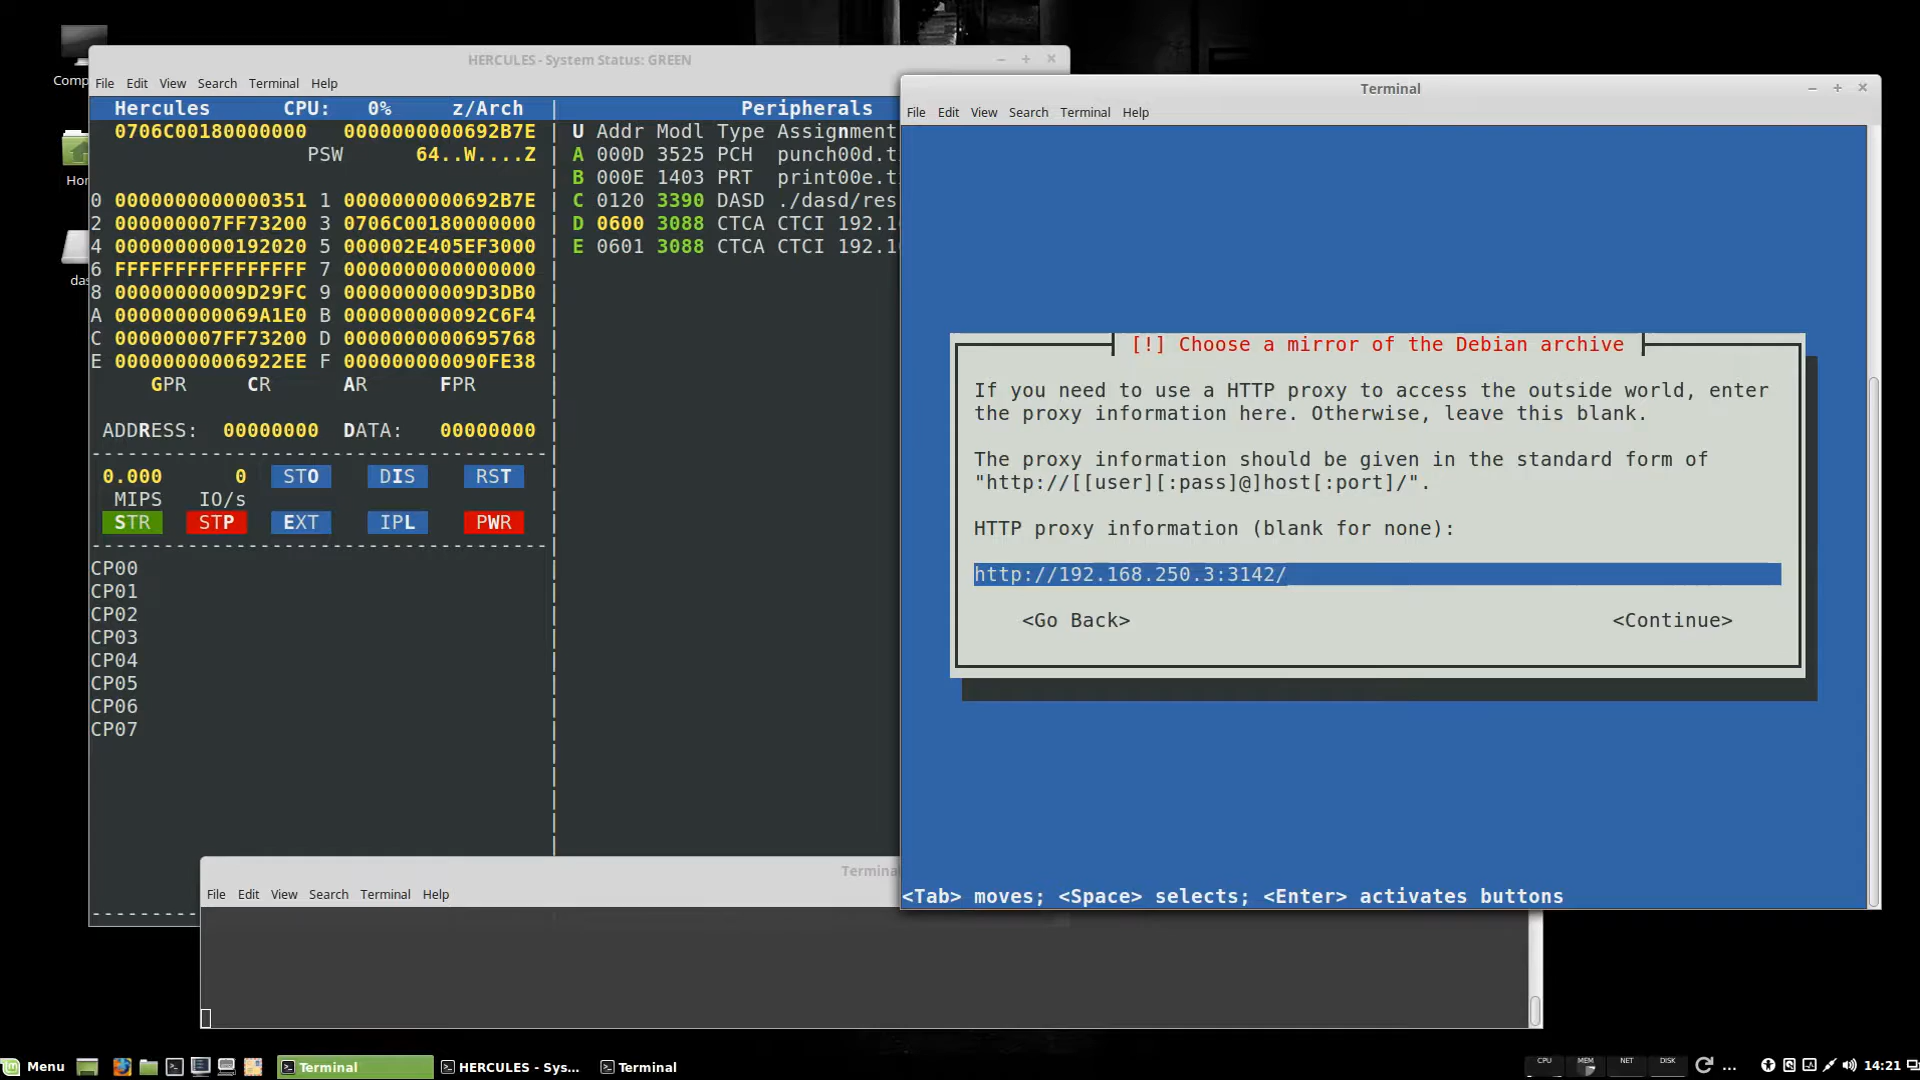 Comp
Ho
das
HERCULES - System Status: GREEN
File Edit View Search Terminal Help
Hercules CPU: 0% z/Arch | Peripherals
0706C00180000000 0000000000692B7E | U Addr Modl Type Assignment
PSW 64..W....Z | A 000D 3525 PCH punch00d.t
| B 000E 1403 PRT print00e.t
0 0000000000000351 1 0000000000692B7E | C 0120 3390 DASD ./dasd/res
2 000000007FF73200 3 0706C00180000000 | D 0600 3088 CTCA CTCI 192.1
4 0000000000192020 5 000002E405EF3000 | E 0601 3088 CTCA CTCI 192.1
6 FFFFFFFFFFFFFFFF 7 0000000000000000 |
8 00000000009D29FC 9 00000000009D3DB0 |
A 000000000069A1E0 B 000000000092C6F4 |
C 000000007FF73200 D 0000000000695768 |
E 00000000006922EE F 000000000090FE38 |
GPR CR AR FPR |
ADDRESS: 00000000 DATA: 00000000 |
--------------------------------------|
0.000 0 STO DIS RST |
MIPS IO/s |
STR STP EXT IPL PWR |
--------------------------------------|
CP00 |
CP01 |
CP02 |
CP03 |
CP04 |
CP05 |
CP06 |
CP07 |
---------
Terminal
File Edit View Search Terminal Help
Terminal
File Edit View Search Terminal Help
[!] Choose a mirror of the Debian archive
If you need to use a HTTP proxy to access the outside world, enter
the proxy information here. Otherwise, leave this blank.
The proxy information should be given in the standard form of
"http://[[user][:pass]@]host[:port]/".
HTTP proxy information (blank for none):
http://192.168.250.3:3142/
<Go Back> <Continue>
<Tab> moves; <Space> selects; <Enter> activates buttons
Menu Terminal HERCULES - Sys... Terminal CPU MEM NET DISK ... 14:21